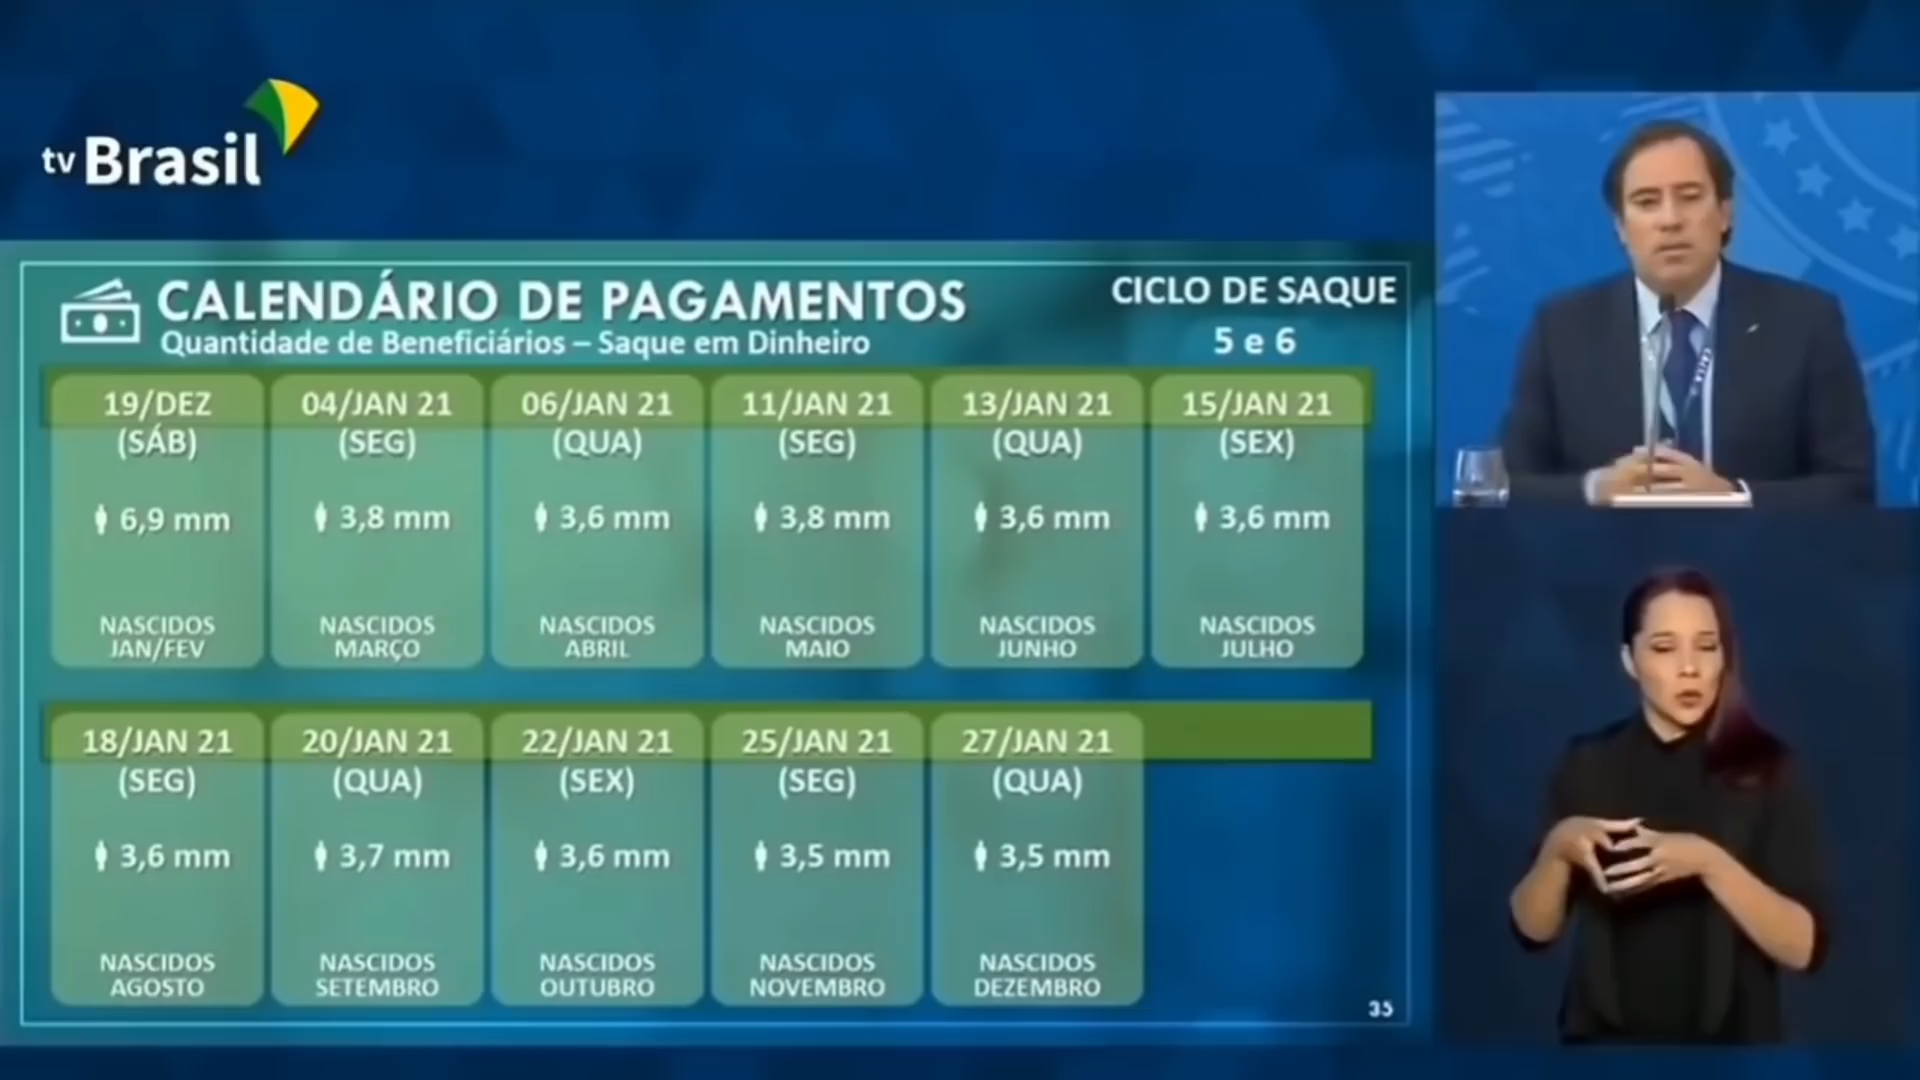 tv Brasil
CALENDÁRIO DE PAGAMENTOS
Quantidade de Beneficiários – Saque em Dinheiro
CICLO DE SAQUE
5 e 6
19/DEZ
(SÁB)
6,9 mm
NASCIDOS
JAN/FEV
04/JAN 21
(SEG)
3,8 mm
NASCIDOS
MARÇO
06/JAN 21
(QUA)
3,6 mm
NASCIDOS
ABRIL
11/JAN 21
(SEG)
3,8 mm
NASCIDOS
MAIO
13/JAN 21
(QUA)
3,6 mm
NASCIDOS
JUNHO
15/JAN 21
(SEX)
3,6 mm
NASCIDOS
JULHO
18/JAN 21
(SEG)
3,6 mm
NASCIDOS
AGOSTO
20/JAN 21
(QUA)
3,7 mm
NASCIDOS
SETEMBRO
22/JAN 21
(SEX)
3,6 mm
NASCIDOS
OUTUBRO
25/JAN 21
(SEG)
3,5 mm
NASCIDOS
NOVEMBRO
27/JAN 21
(QUA)
3,5 mm
NASCIDOS
DEZEMBRO
35